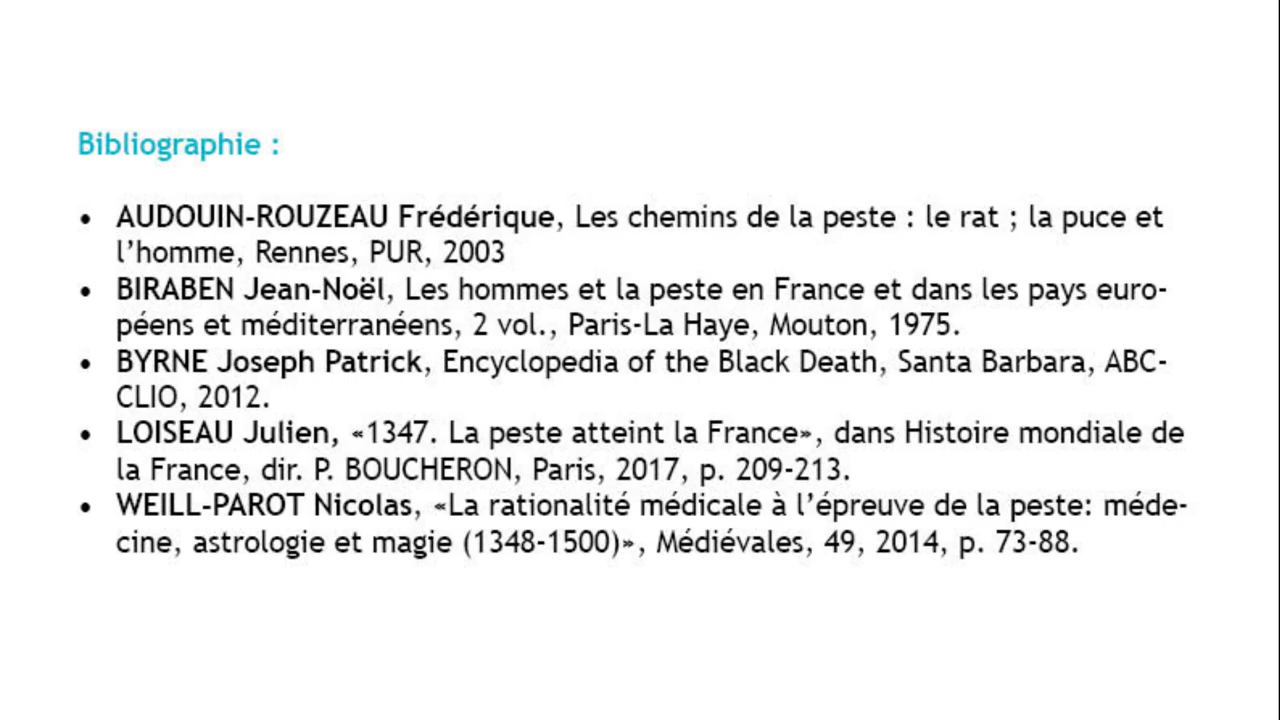 Bibliographie :
• AUDOUIN-ROUZEAU Frédérique, Les chemins de la peste : le rat ; la puce et
l’homme, Rennes, PUR, 2003
• BIRABEN Jean-Noël, Les hommes et la peste en France et dans les pays euro-
péens et méditerranéens, 2 vol., Paris-La Haye, Mouton, 1975.
• BYRNE Joseph Patrick, Encyclopedia of the Black Death, Santa Barbara, ABC-
CLIO, 2012.
• LOISEAU Julien, «1347. La peste atteint la France», dans Histoire mondiale de
la France, dir. P. BOUCHERON, Paris, 2017, p. 209-213.
• WEILL-PAROT Nicolas, «La rationalité médicale à l’épreuve de la peste: méde-
cine, astrologie et magie (1348-1500)», Médiévales, 49, 2014, p. 73-88.